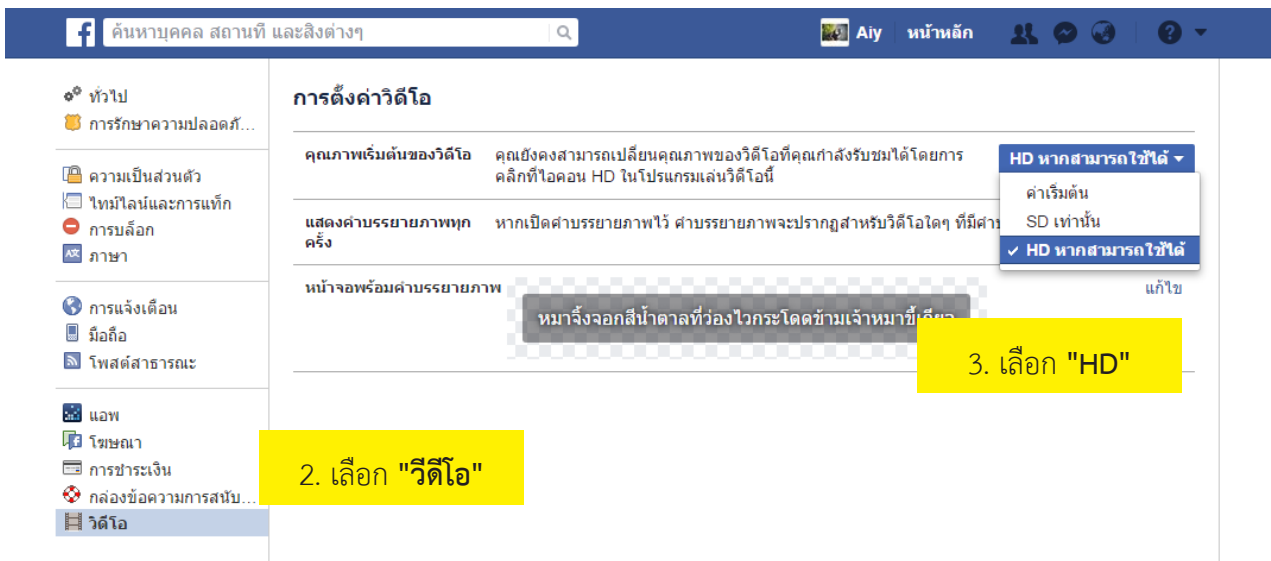 f
ค้นหาบุคคล สถานที่ และสิ่งต่างๆ
Aiy
หน้าหลัก
?
ทั่วไป
การรักษาความปลอดภั...
ความเป็นส่วนตัว
ไทม์ไลน์และการแท็ก
การบล็อก
ภาษา
การแจ้งเตือน
มือถือ
โพสต์สาธารณะ
แอพ
โฆษณา
การชำระเงิน
กล่องข้อความการสนับ...
วิดีโอ
การตั้งค่าวิดีโอ
คุณภาพเริ่มต้นของวิดีโอ
คุณยังคงสามารถเปลี่ยนคุณภาพของวิดีโอที่คุณกำลังรับชมได้โดยการ
คลิกที่ไอคอน HD ในโปรแกรมเล่นวิดีโอนี้
HD หากสามารถใช้ได้
ค่าเริ่มต้น
SD เท่านั้น
HD หากสามารถใช้ได้
แสดงคำบรรยายภาพทุก
ครั้ง
หากเปิดคำบรรยายภาพไว้ คำบรรยายภาพจะปรากฏสำหรับวิดีโอใดๆ ที่มี
หน้าจอพร้อมคำบรรยายภาพ
แก้ไข
หมาจิ้งจอกสีน้ำตาลที่ว่องไวกระโดดข้ามเจ้าหมาขี้
3. เลือก "HD"
2. เลือก "วีดีโอ"